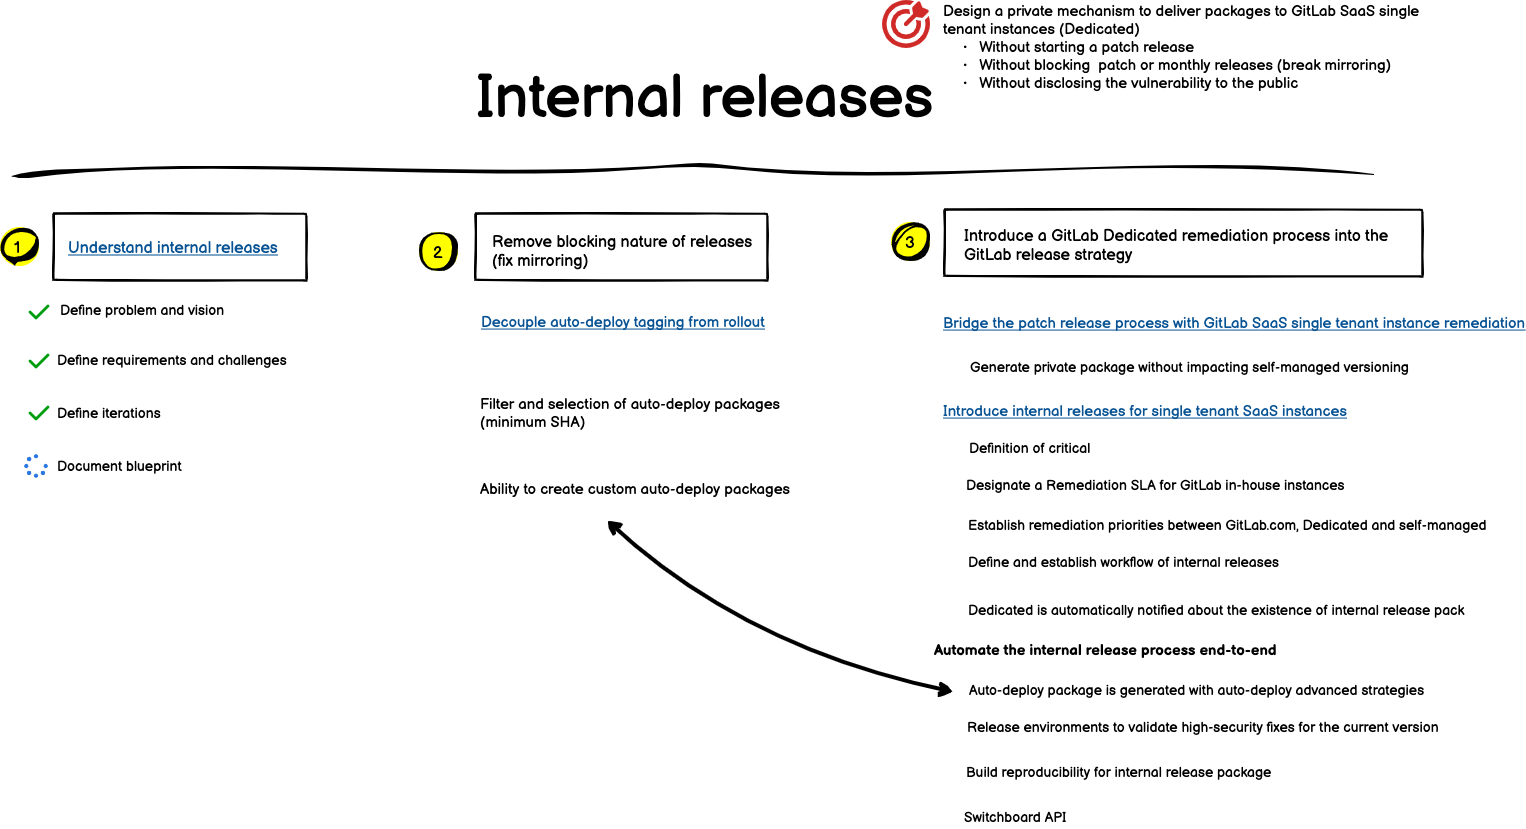 Design a private mechanism to deliver packages to GitLab SaaS single
tenant instances (Dedicated)
· Without starting a patch release
· Without blocking patch or monthly releases (break mirroring)
· Without disclosing the vulnerability to the public
Internal releases
1
Understand internal releases
Define problem and vision
Define requirements and challenges
Define iterations
Document blueprint
2
Remove blocking nature of releases
(fix mirroring)
Decouple auto-deploy tagging from rollout
Filter and selection of auto-deploy packages
(minimum SHA)
Ability to create custom auto-deploy packages
3
Introduce a GitLab Dedicated remediation process into the
GitLab release strategy
Bridge the patch release process with GitLab SaaS single tenant instance remediation
Generate private package without impacting self-managed versioning
Introduce internal releases for single tenant SaaS instances
Definition of critical
Designate a Remediation SLA for GitLab in-house instances
Establish remediation priorities between GitLab.com, Dedicated and self-managed
Define and establish workflow of internal releases
Dedicated is automatically notified about the existence of internal release pack
Automate the internal release process end-to-end
Auto-deploy package is generated with auto-deploy advanced strategies
Release environments to validate high-security fixes for the current version
Build reproducibility for internal release package
Switchboard API